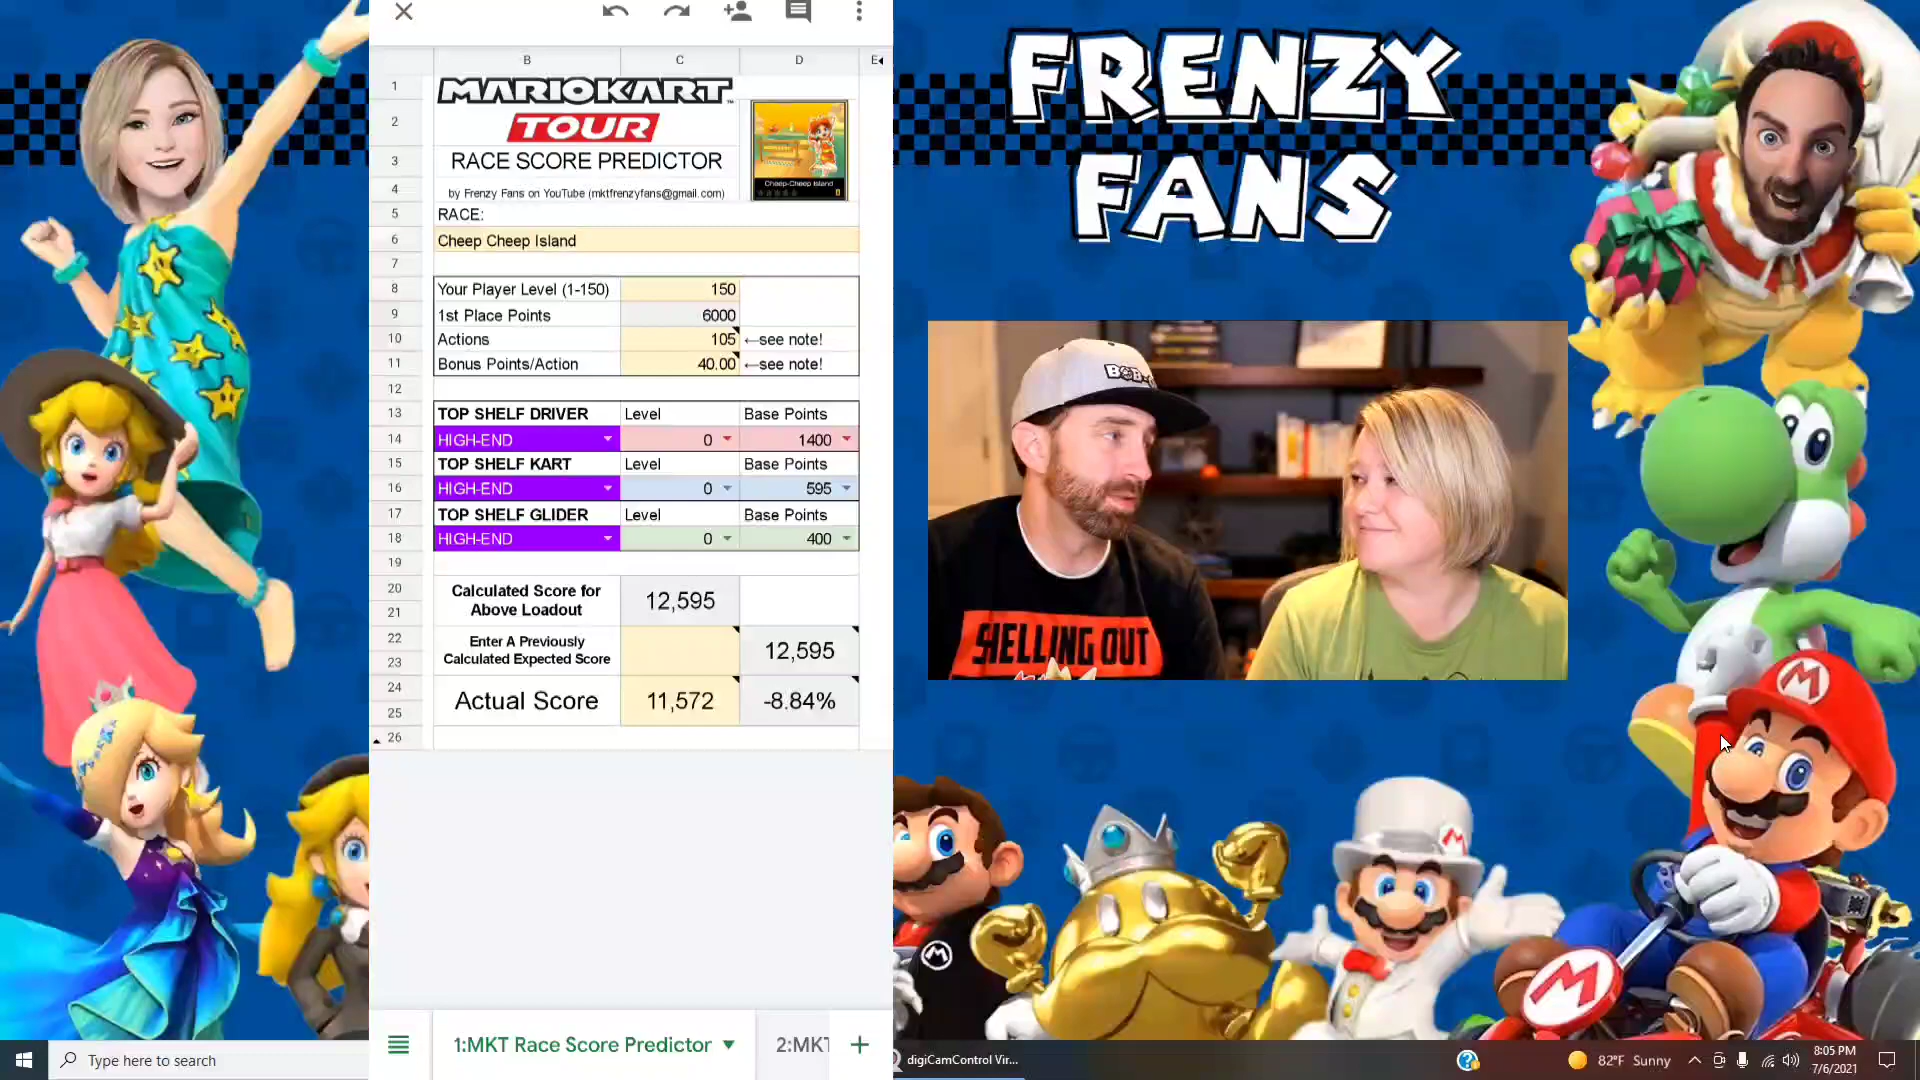 B C D E
1 MARIOKART
2 TOUR
3 RACE SCORE PREDICTOR
Cheep-Cheep Island
0
4 by Frenzy Fans on YouTube (mktfrenzyfans@gmail.com)
5 RACE:
6 Cheep Cheep Island
7
8 Your Player Level (1-150) 150
9 1st Place Points 6000
10 Actions 105 ←see note!
11 Bonus Points/Action 40.00 ←see note!
12
13 TOP SHELF DRIVER Level Base Points
14 HIGH-END 0 1400
15 TOP SHELF KART Level Base Points
16 HIGH-END 0 595
17 TOP SHELF GLIDER Level Base Points
18 HIGH-END 0 400
19
20 Calculated Score for
21 Above Loadout 12,595
22 Enter A Previously
23 Calculated Expected Score 12,595
24
Actual Score 11,572 -8.84%
25
26
1:MKT Race Score Predictor 2:MKT
FRENZY
FANS
BOB-
SHELLING OUT
M
M
M
M
Type here to search
digiCamControl Vir...
82°F Sunny
8:05 PM
7/6/2021